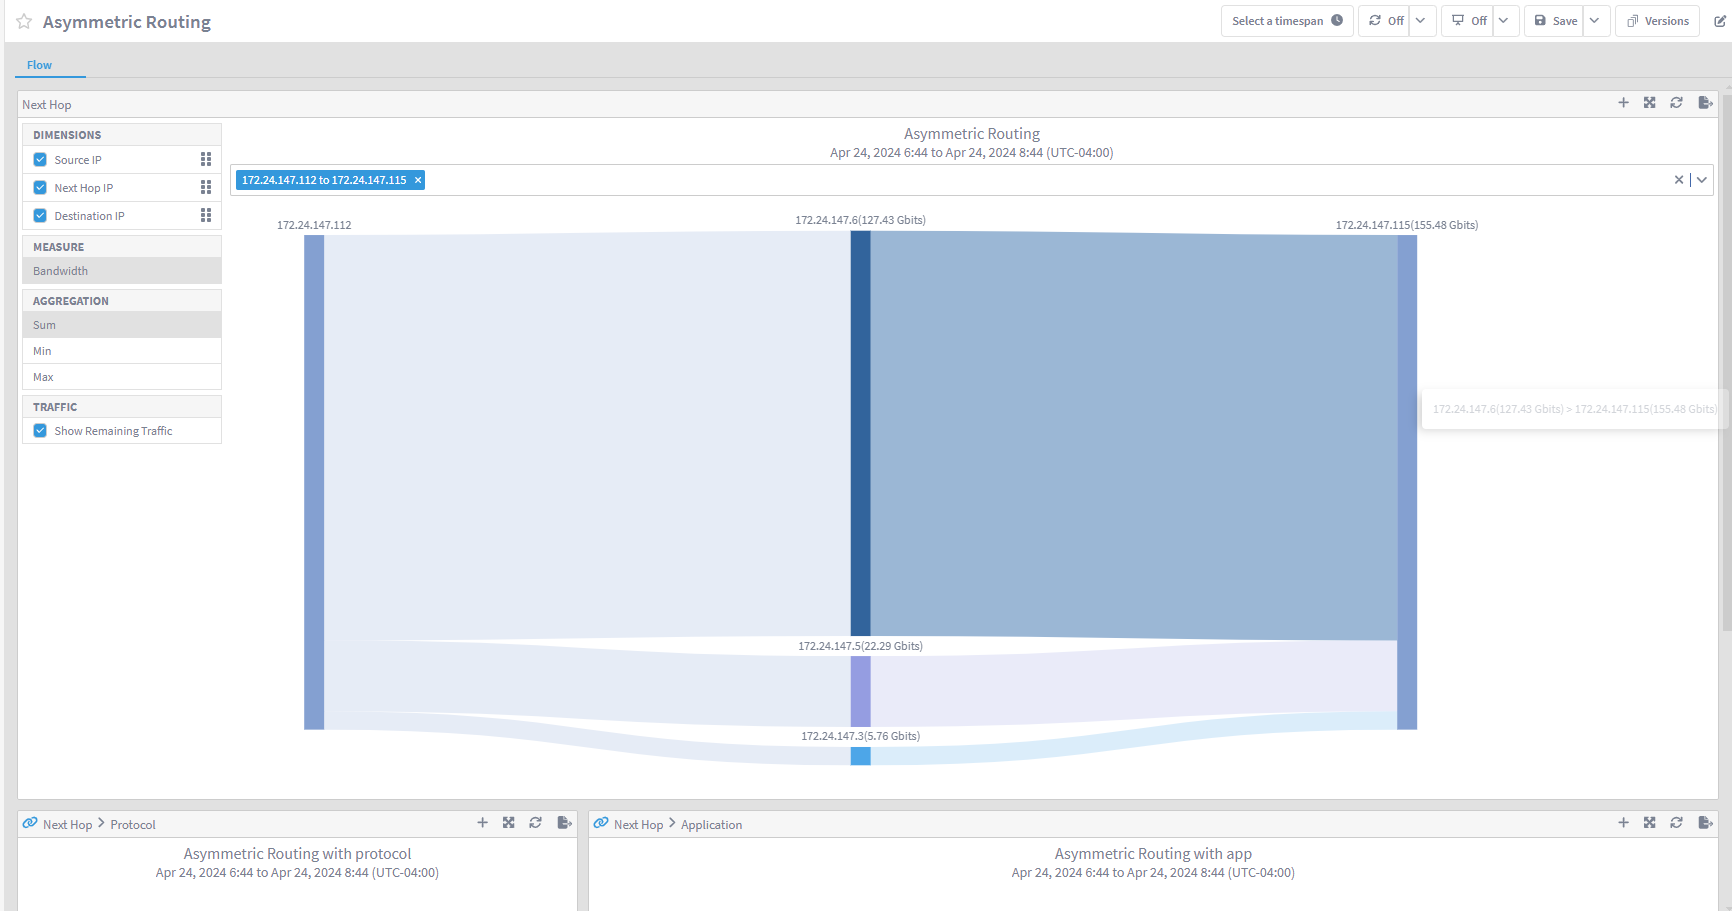 Asymmetric Routing
Select a timespan
Off
Off
Save
Versions
Flow
Next Hop
DIMENSIONS
Source IP
Next Hop IP
Destination IP
MEASURE
Bandwidth
AGGREGATION
Sum
Min
Max
TRAFFIC
Show Remaining Traffic
Asymmetric Routing
Apr 24, 2024 6:44 to Apr 24, 2024 8:44 (UTC-04:00)
172.24.147.112 to 172.24.147.115 ×
172.24.147.112
172.24.147.6(127.43 Gbits)
172.24.147.115(155.48 Gbits)
172.24.147.6(127.43 Gbits) > 172.24.147.115(155.48 Gbits)
172.24.147.5(22.29 Gbits)
172.24.147.3(5.76 Gbits)
Next Hop > Protocol
Asymmetric Routing with protocol
Apr 24, 2024 6:44 to Apr 24, 2024 8:44 (UTC-04:00)
Next Hop > Application
Asymmetric Routing with app
Apr 24, 2024 6:44 to Apr 24, 2024 8:44 (UTC-04:00)